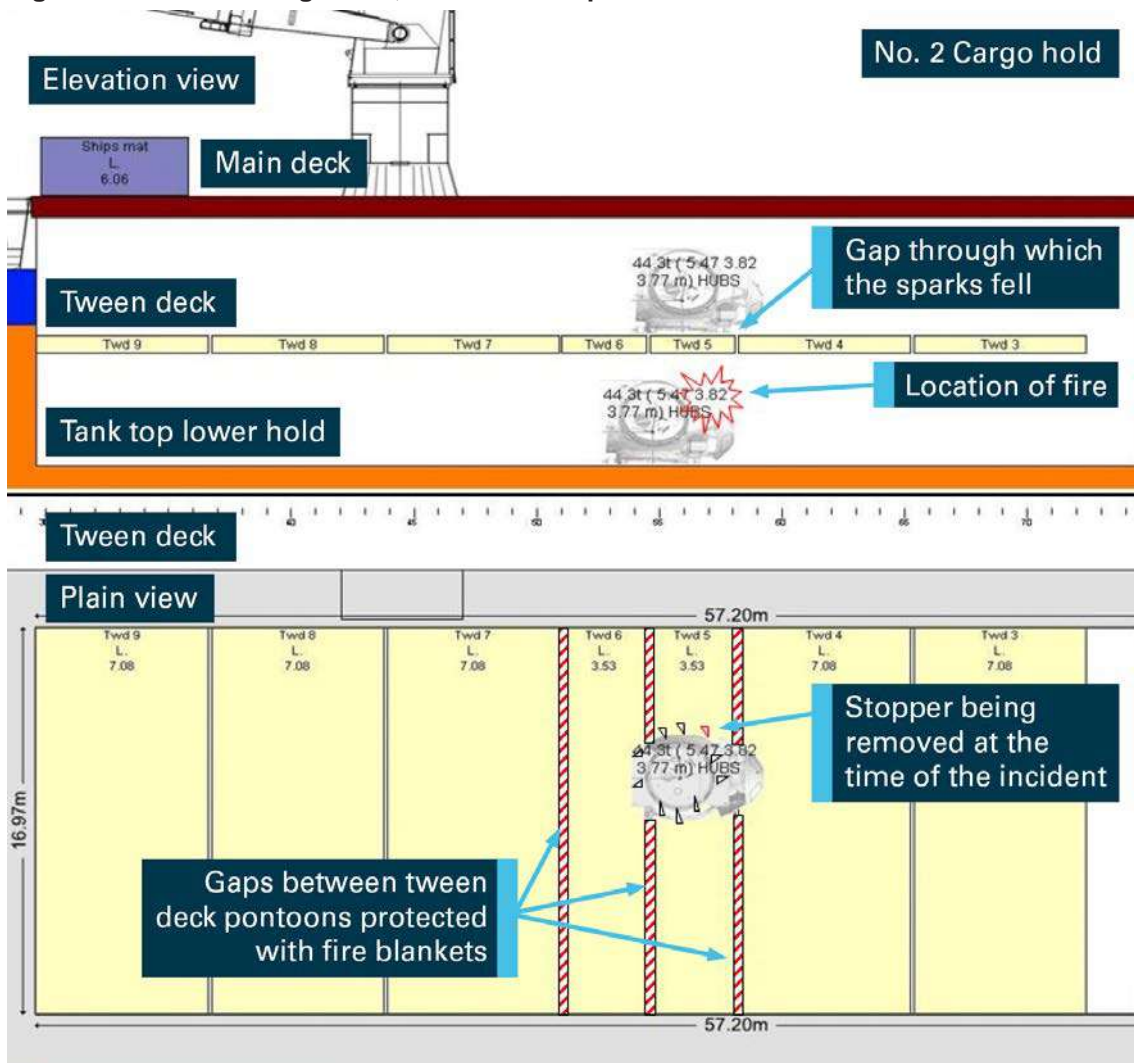 No. 2 Cargo hold
Elevation view
Ships mat
L.
6.06
Main deck
Gap through which
the sparks fell
44.3t ( 5.47 3.82
3.77 m) HUBS
Tween deck
Twd 9
Twd 8
Twd 7
Twd 6
Twd 5
Twd 4
Twd 3
Location of fire
44.3t ( 5.47 3.82
3.77 m) HUBS
Tank top lower hold
Tween deck
40
45
50
55
60
65
70
Plain view
57.20m
Twd 9
L.
7.08
Twd 8
L.
7.08
Twd 7
L.
7.08
Twd 6
L.
3.53
Twd 5
L.
3.53
Twd 4
L.
7.08
Twd 3
L.
7.08
Stopper being
removed at the
time of the incident
44.3t ( 5.47 3.82
3.77 m) HUBS
16.97m
Gaps between tween
deck pontoons protected
with fire blankets
57.20m